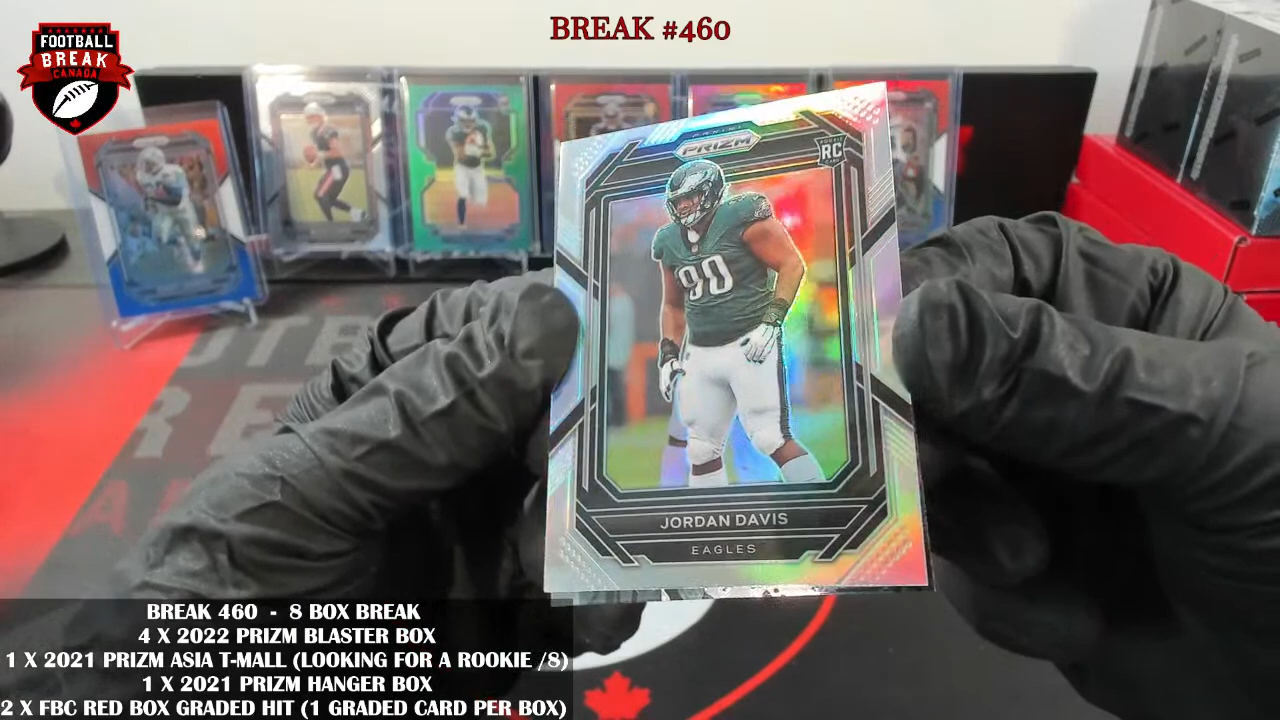 BREAK #460
FOOTBALL
BREAK
CANADA
PANINI
PRIZM
RC
90
JORDAN DAVIS
EAGLES
BREAK 460 - 8 BOX BREAK
4 X 2022 PRIZM BLASTER BOX
1 X 2021 PRIZM ASIA T-MALL (LOOKING FOR A ROOKIE /8)
1 X 2021 PRIZM HANGER BOX
2 X FBC RED BOX GRADED HIT (1 GRADED CARD PER BOX)